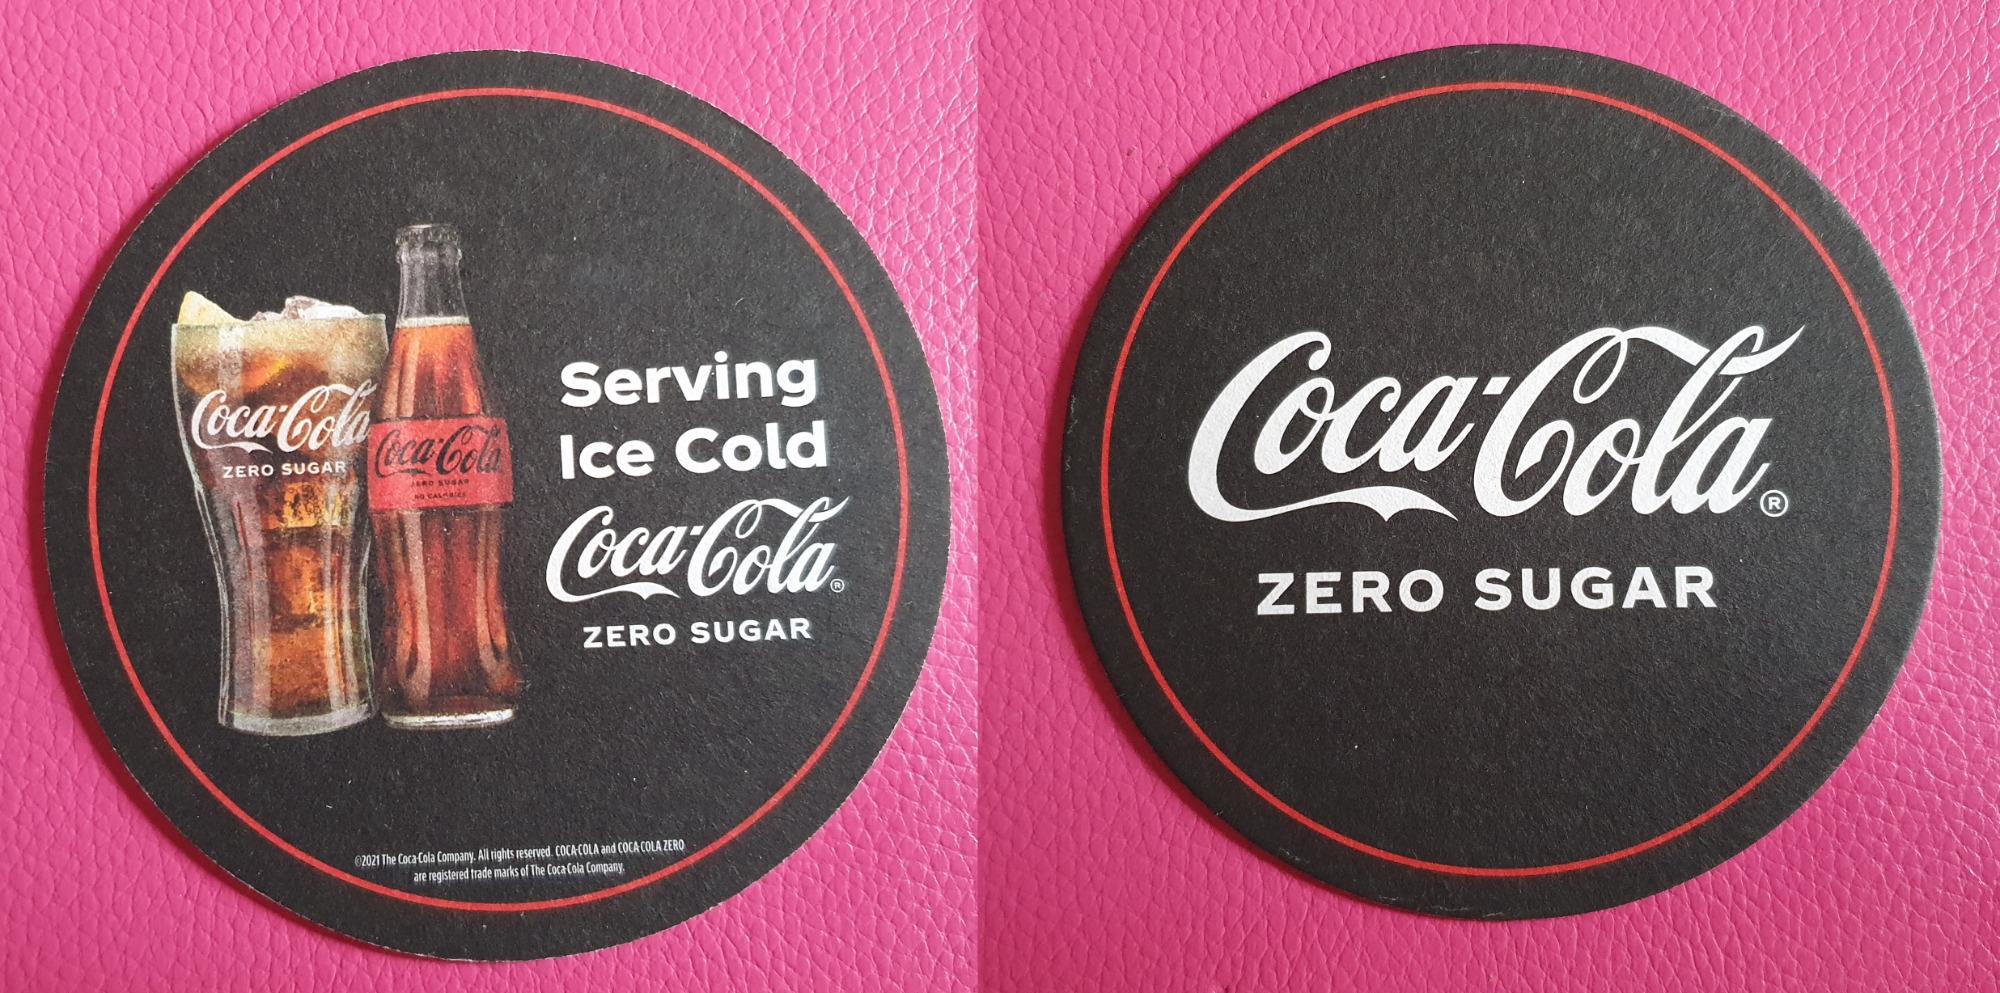 Serving
Ice Cold
Coca-Cola®
ZERO SUGAR
Coca-Cola
ZERO SUGAR
Coca-Cola
ZERO SUGAR
NO CALORIES
©2021 The Coca-Cola Company. All rights reserved. COCA-COLA and COCA-COLA ZERO
are registered trade marks of The Coca-Cola Company.
Coca-Cola®
ZERO SUGAR